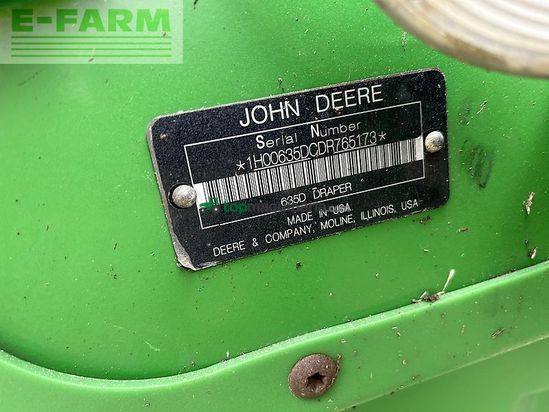 E-FARM
JOHN DEERE
Serial Number
*1H00635DCDR765173*
635D DRAPER
MADE IN USA
DEERE & COMPANY, MOLINE, ILLINOIS, USA